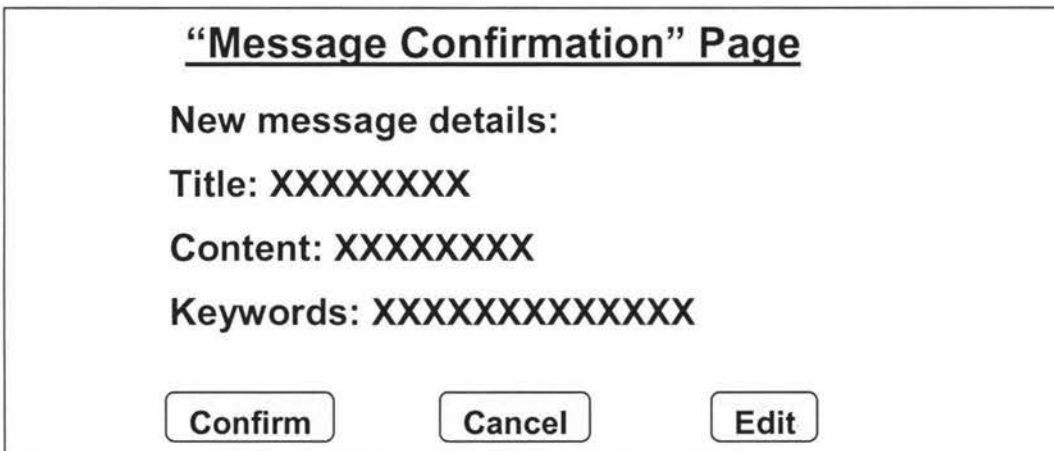 “Message Confirmation” Page
New message details:
Title: XXXXXXXX
Content: XXXXXXXX
Keywords: XXXXXXXXXXXXX
Confirm Cancel Edit